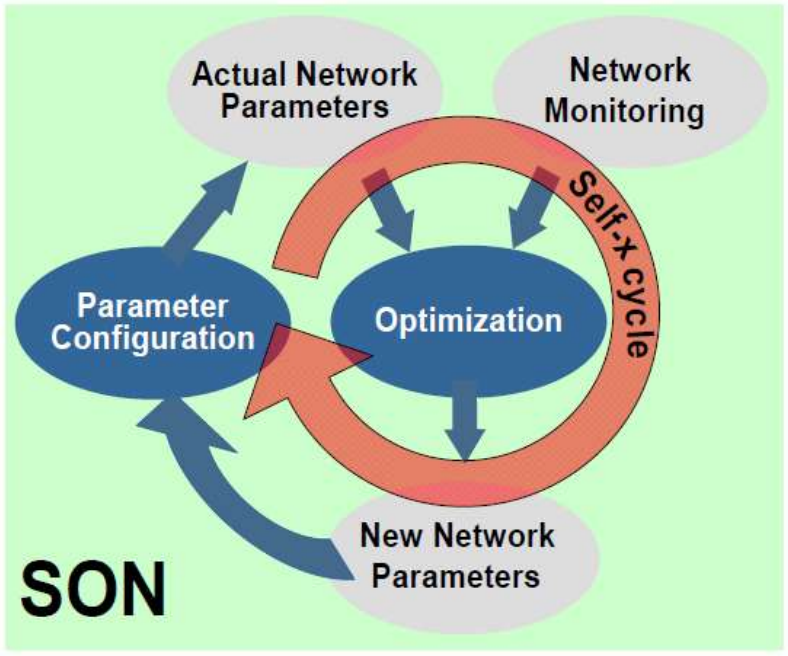 Actual Network
Parameters
Network
Monitoring
Self-x cycle
Parameter
Configuration
Optimization
New Network
Parameters
SON